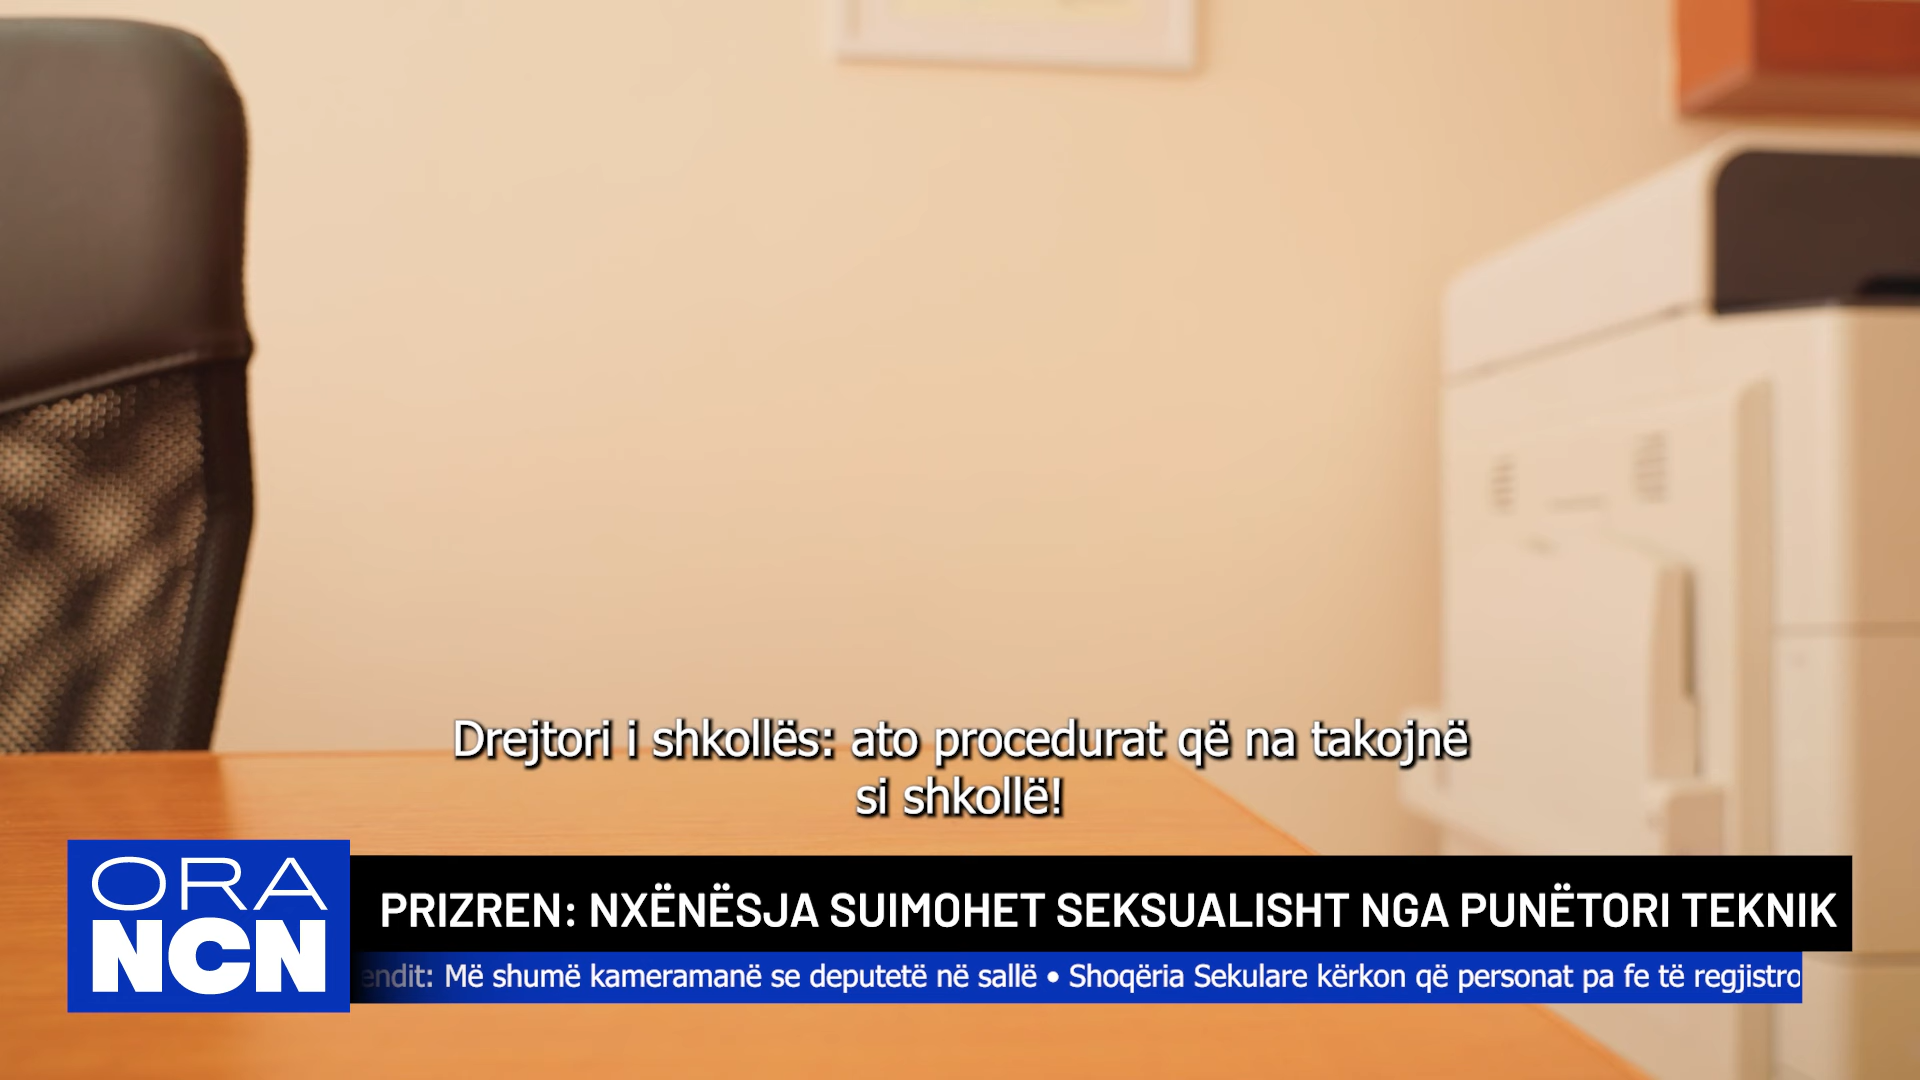 Drejtori i shkollës: ato procedurat që na takojnë
si shkollë!
ORA
NCN
PRIZREN: NXËNËSJA SUIMOHET SEKSUALISHT NGA PUNËTORI TEKNIK
Më shumë kameramanë se deputetë në sallë • Shoqëria Sekulare kërkon që personat pa fe të